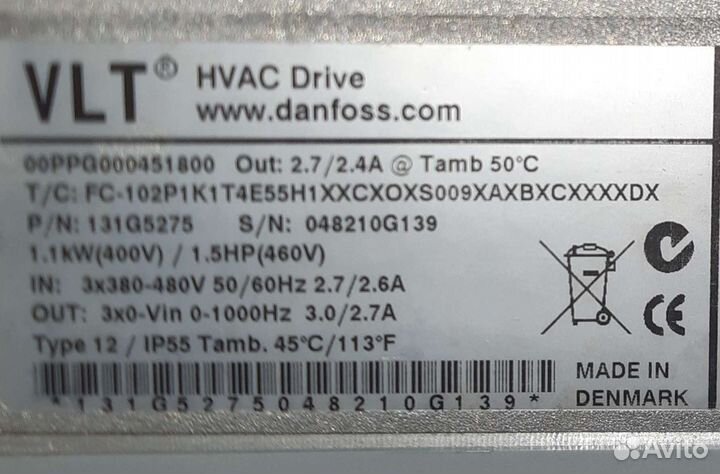 VLT® HVAC Drive
www.danfoss.com
00PPG000451800 Out: 2.7/2.4A @ Tamb 50°C
T/C: FC-102P1K1T4E55H1XXCXOXS009XAXBXCXXXXDX
P/N: 131G5275 S/N: 048210G139
1.1kW(400V) / 1.5HP(460V)
IN: 3x380-480V 50/60Hz 2.7/2.6A
OUT: 3x0-Vin 0-1000Hz 3.0/2.7A
Type 12 / IP55 Tamb. 45°C/113°F
*131G5275048210G139*
CE
MADE IN
DENMARK
Avito